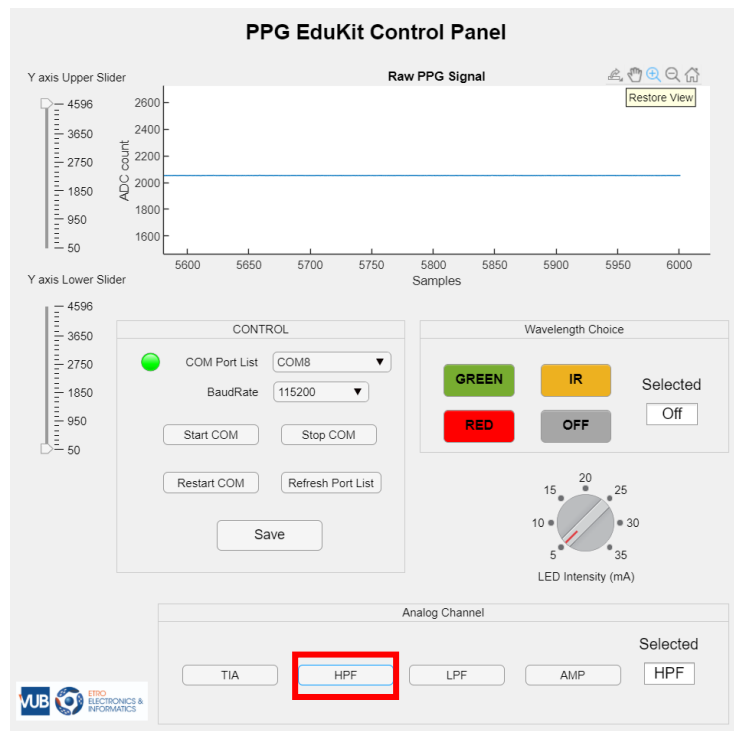 PPG EduKit Control Panel
Y axis Upper Slider
4596
3650
2750
1850
950
50
Raw PPG Signal
Restore View
ADC count
2600
2400
2200
2000
1800
1600
5600 5650 5700 5750 5800 5850 5900 5950 6000
Samples
Y axis Lower Slider
4596
3650
2750
1850
950
50
CONTROL
COM Port List COM8
BaudRate 115200
Start COM Stop COM
Restart COM Refresh Port List
Save
Wavelength Choice
GREEN IR
RED OFF
Selected
Off
5 10 15 20 25 30 35
LED Intensity (mA)
Analog Channel
TIA HPF LPF AMP
Selected
HPF
VUB
ETRO
ELECTRONICS &
INFORMATICS